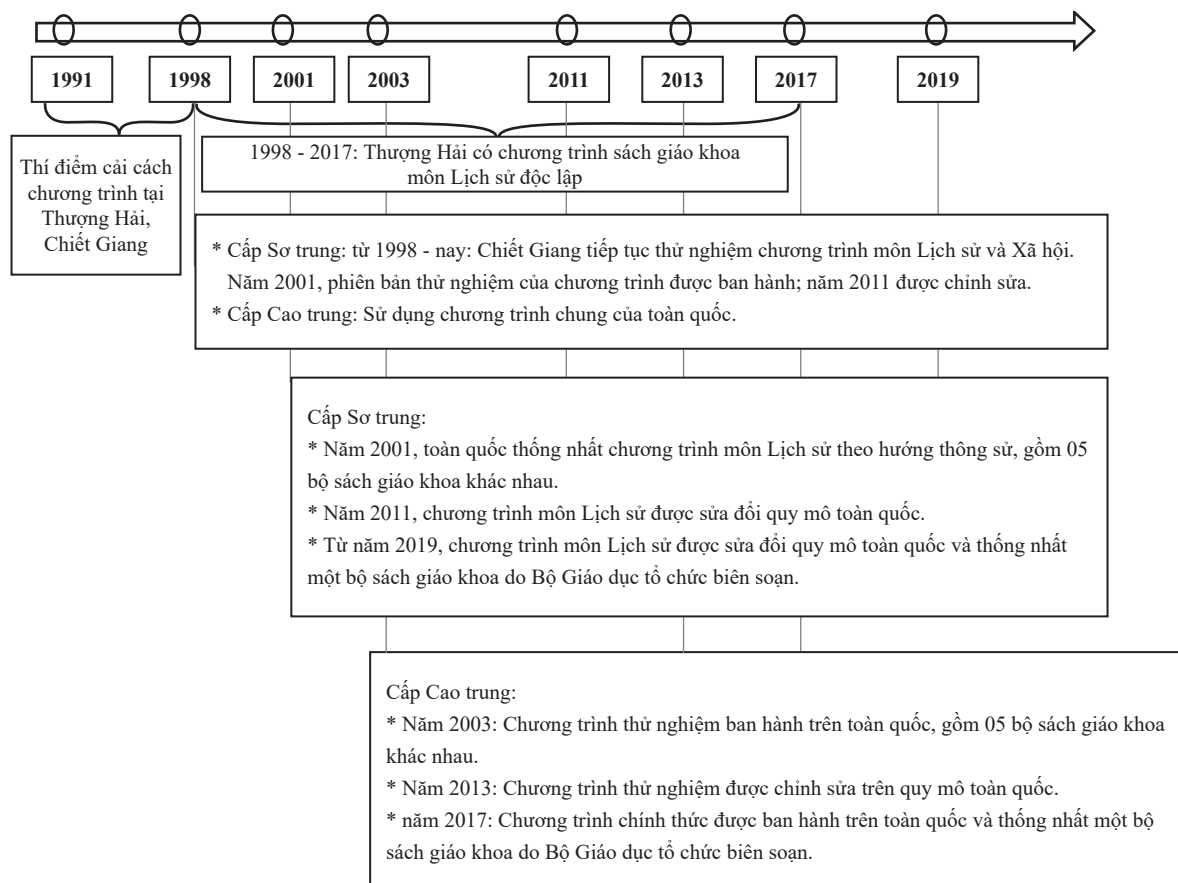 1991 1998 2001 2003 2011 2013 2017 2019
Thí điểm cải cách
chương trình tại
Thượng Hải,
Chiết Giang
1998 - 2017: Thượng Hải có chương trình sách giáo khoa
môn Lịch sử độc lập
* Cấp Sơ trung: từ 1998 - nay: Chiết Giang tiếp tục thử nghiệm chương trình môn Lịch sử và Xã hội.
Năm 2001, phiên bản thử nghiệm của chương trình được ban hành; năm 2011 được chỉnh sửa.
* Cấp Cao trung: Sử dụng chương trình chung của toàn quốc.
Cấp Sơ trung:
* Năm 2001, toàn quốc thống nhất chương trình môn Lịch sử theo hướng thông sử, gồm 05
bộ sách giáo khoa khác nhau.
* Năm 2011, chương trình môn Lịch sử được sửa đổi quy mô toàn quốc.
* Từ năm 2019, chương trình môn Lịch sử được sửa đổi quy mô toàn quốc và thống nhất
một bộ sách giáo khoa do Bộ Giáo dục tổ chức biên soạn.
Cấp Cao trung:
* Năm 2003: Chương trình thử nghiệm ban hành trên toàn quốc, gồm 05 bộ sách giáo khoa
khác nhau.
* Năm 2013: Chương trình thử nghiệm được chỉnh sửa trên quy mô toàn quốc.
* năm 2017: Chương trình chính thức được ban hành trên toàn quốc và thống nhất một bộ
sách giáo khoa do Bộ Giáo dục tổ chức biên soạn.